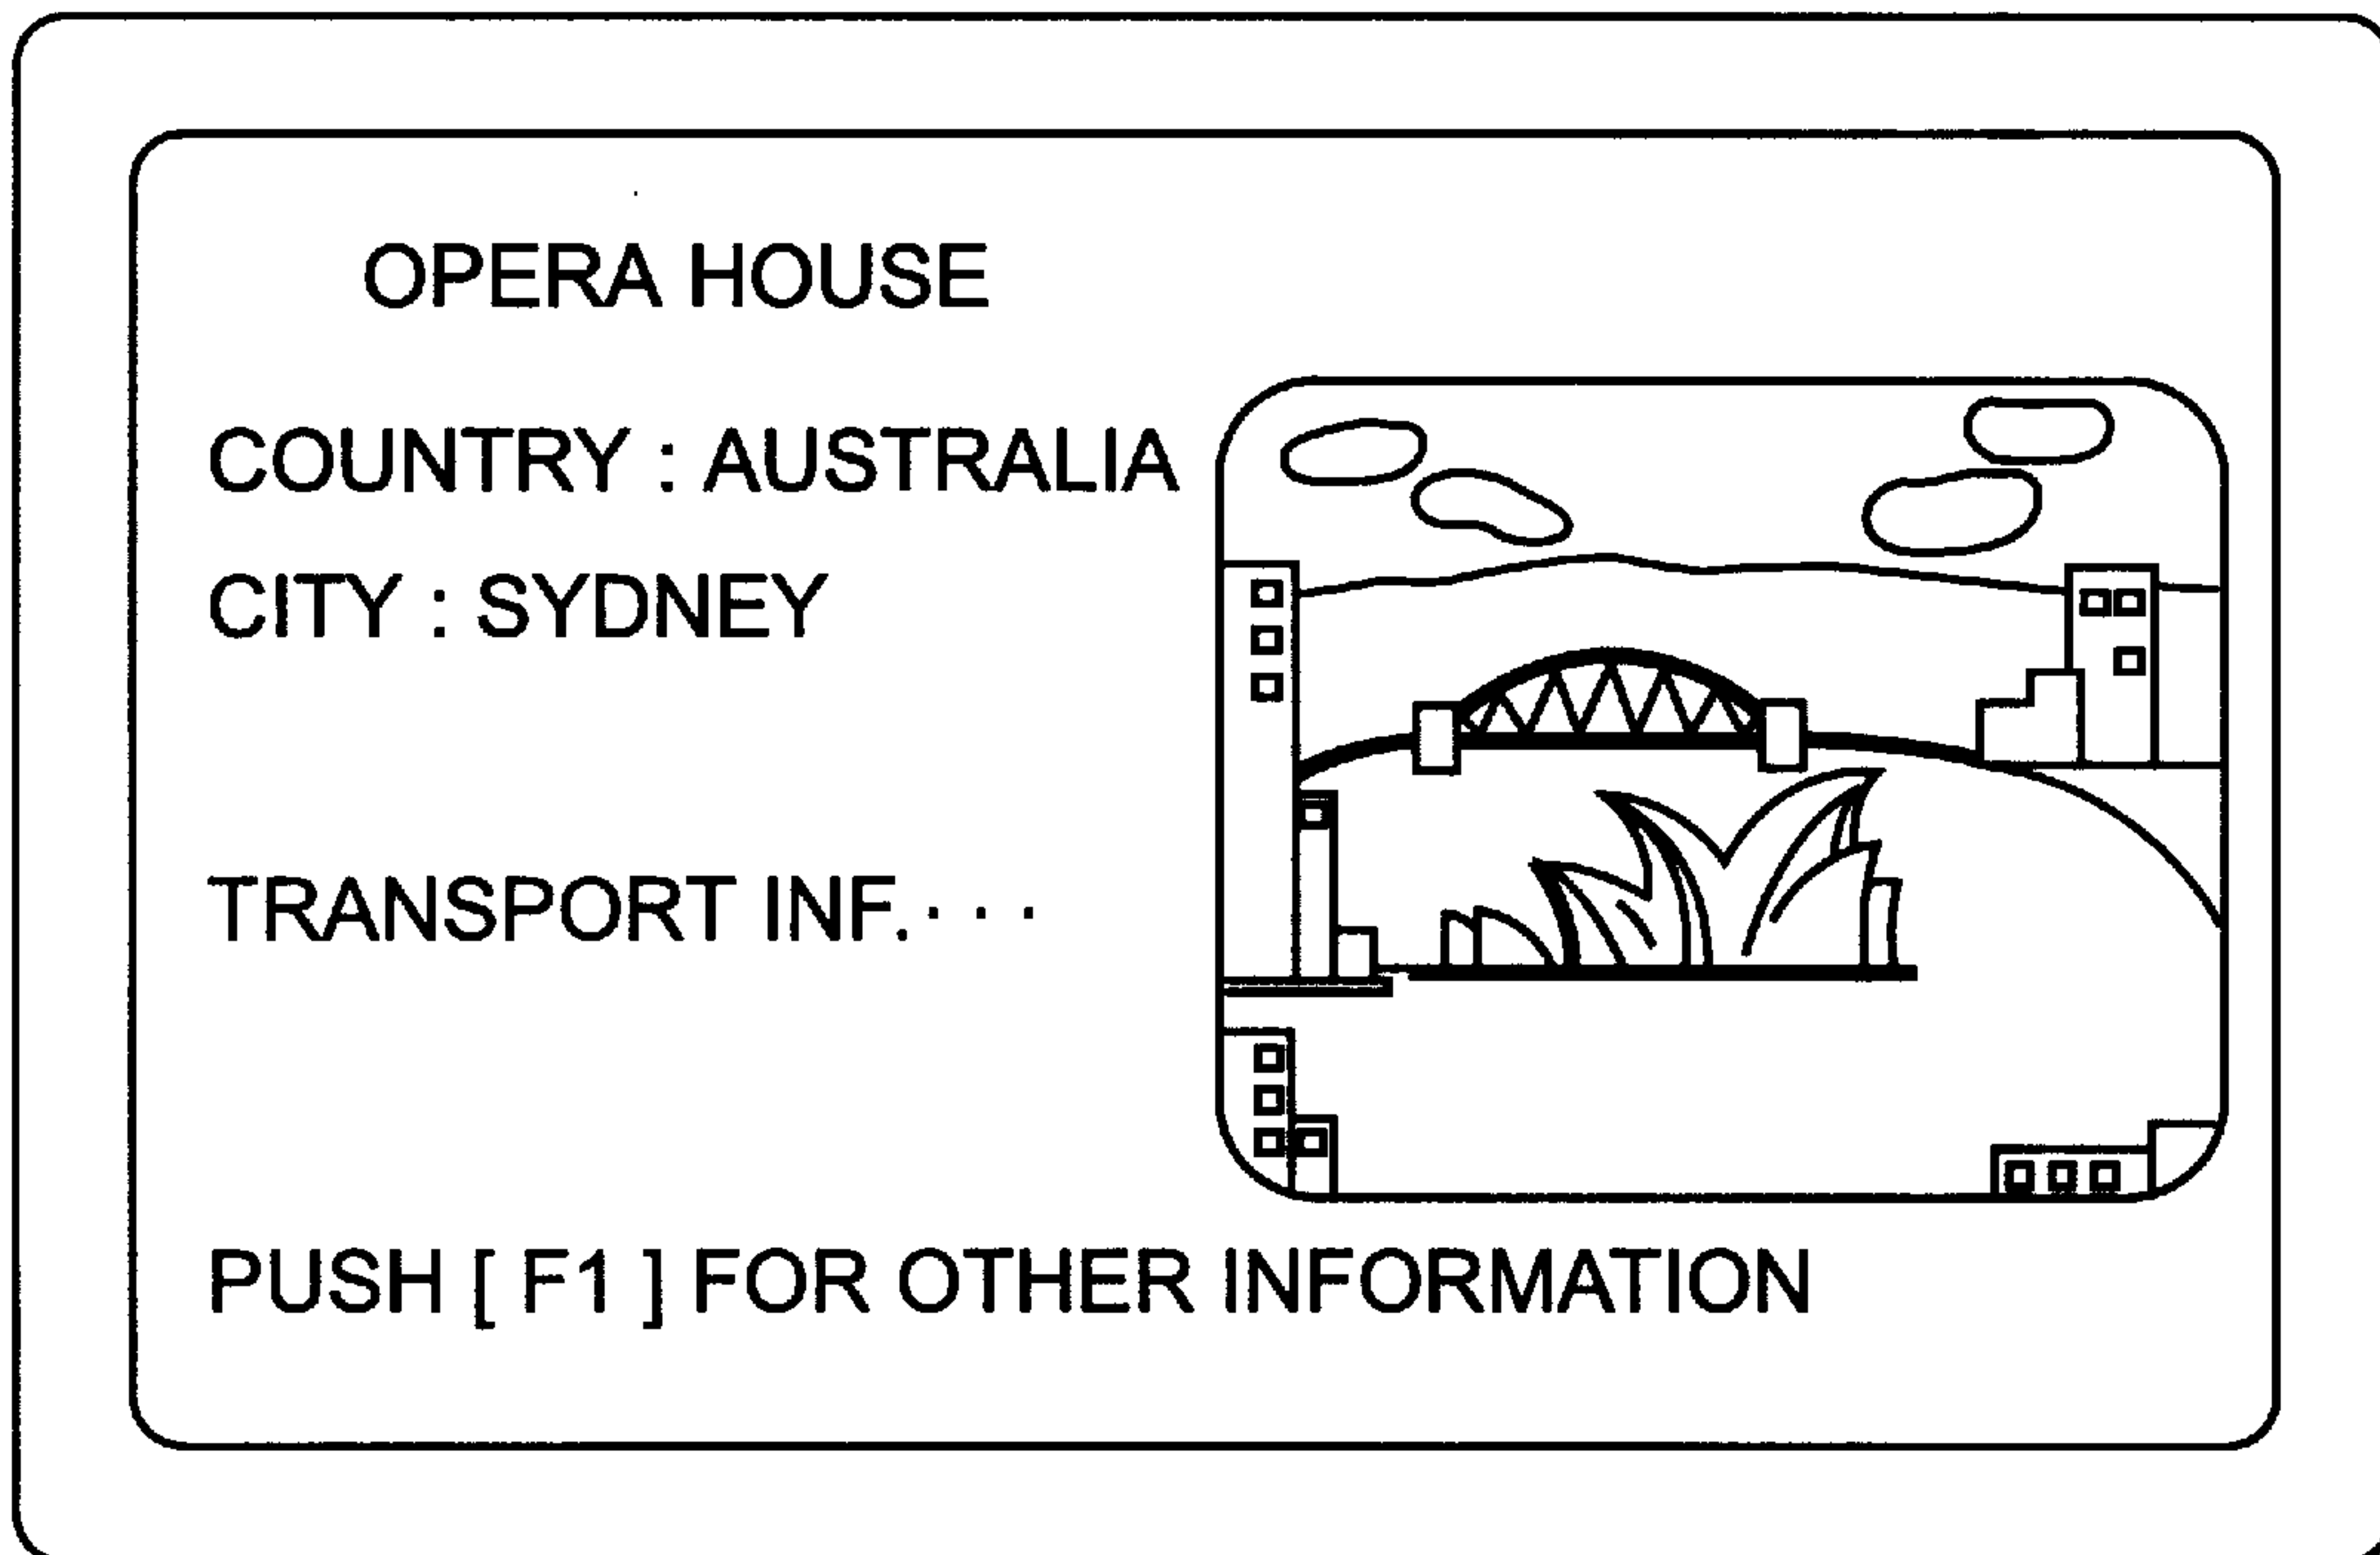 OPERA HOUSE
COUNTRY : AUSTRALIA
CITY : SYDNEY
TRANSPORT INF. · · ·
PUSH [ F1 ] FOR OTHER INFORMATION